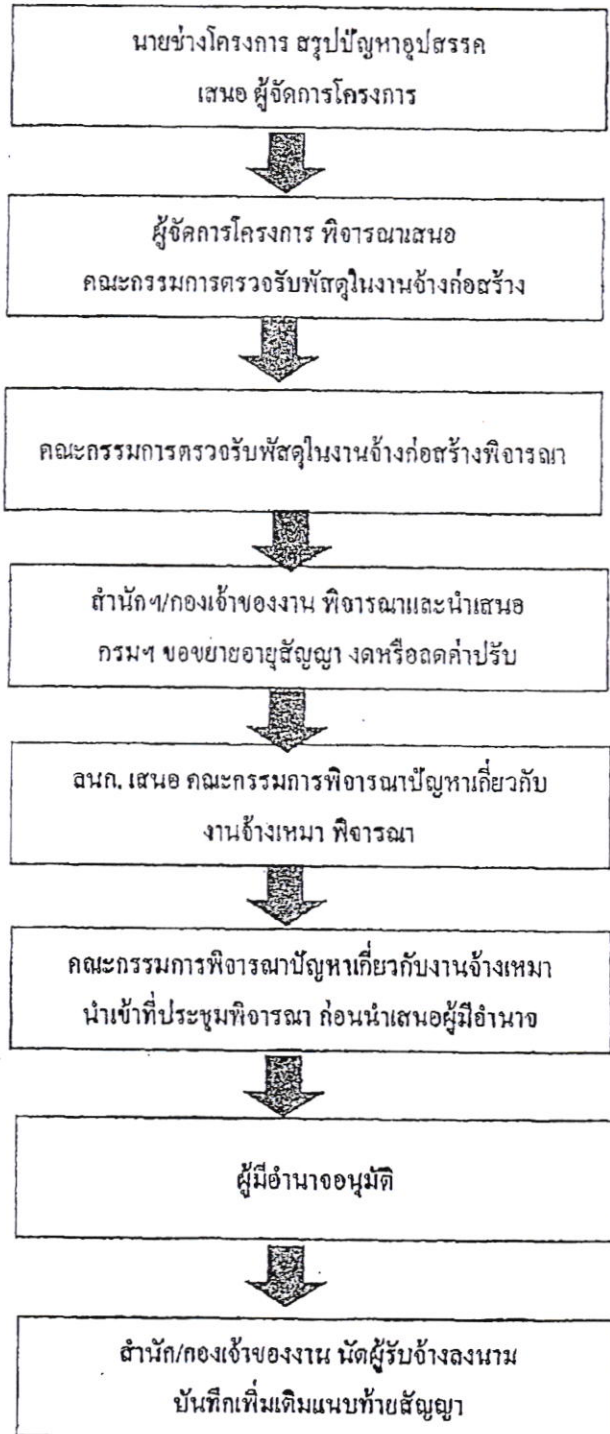 นายช่างโครงการ สรุปปัญหาอุปสรรค
เสนอ ผู้จัดการโครงการ
ผู้จัดการโครงการ พิจารณาเสนอ
คณะกรรมการตรวจรับพัสดุในงานจ้างก่อสร้าง
คณะกรรมการตรวจรับพัสดุในงานจ้างก่อสร้างพิจารณา
สำนักฯ/กองเจ้าของงาน พิจารณาและนำเสนอ
กรมฯ ขอขยายอายุสัญญา งดหรือลดค่าปรับ
ลนก. เสนอ คณะกรรมการพิจารณาปัญหาเกี่ยวกับ
งานจ้างเหมา พิจารณา
คณะกรรมการพิจารณาปัญหาเกี่ยวกับงานจ้างเหมา
นำเข้าที่ประชุมพิจารณา ก่อนนำเสนอผู้มีอำนาจ
ผู้มีอำนาจอนุมัติ
สำนัก/กองเจ้าของงาน นัดผู้รับจ้างลงนาม
บันทึกเพิ่มเติมแนบท้ายสัญญา